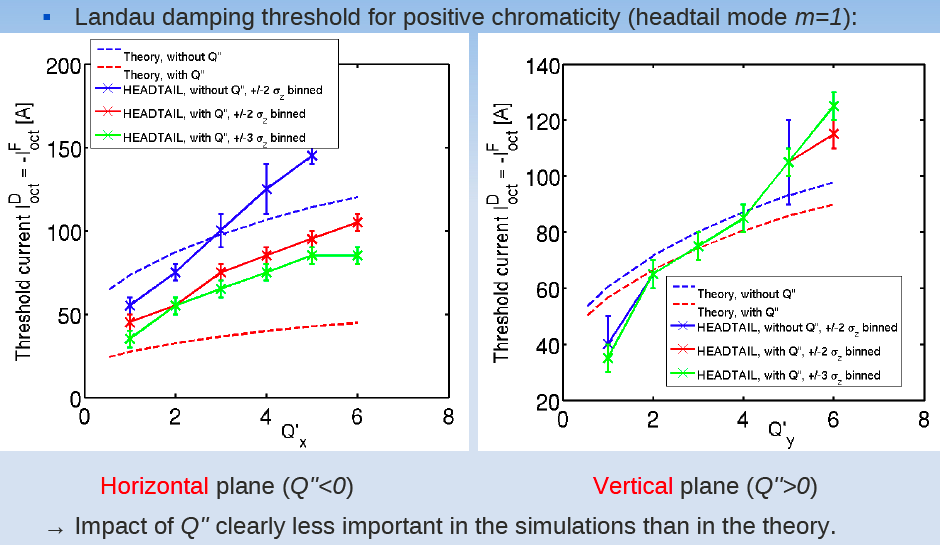 ▪ Landau damping threshold for positive chromaticity (headtail mode m=1):
Threshold current I^D_oct = -I^F_oct [A]
200
150
100
50
0
0 2 4 6 8
Q'x
Theory, without Q''
Theory, with Q''
HEADTAIL, without Q'', +/-2 σz binned
HEADTAIL, with Q'', +/-2 σz binned
HEADTAIL, with Q'', +/-3 σz binned
Threshold current I^D_oct = -I^F_oct [A]
140
120
100
80
60
40
20
0 2 4 6 8
Q'y
Theory, without Q''
Theory, with Q''
HEADTAIL, without Q'', +/-2 σz binned
HEADTAIL, with Q'', +/-2 σz binned
HEADTAIL, with Q'', +/-3 σz binned
Horizontal plane (Q''<0)
Vertical plane (Q''>0)
→ Impact of Q'' clearly less important in the simulations than in the theory.